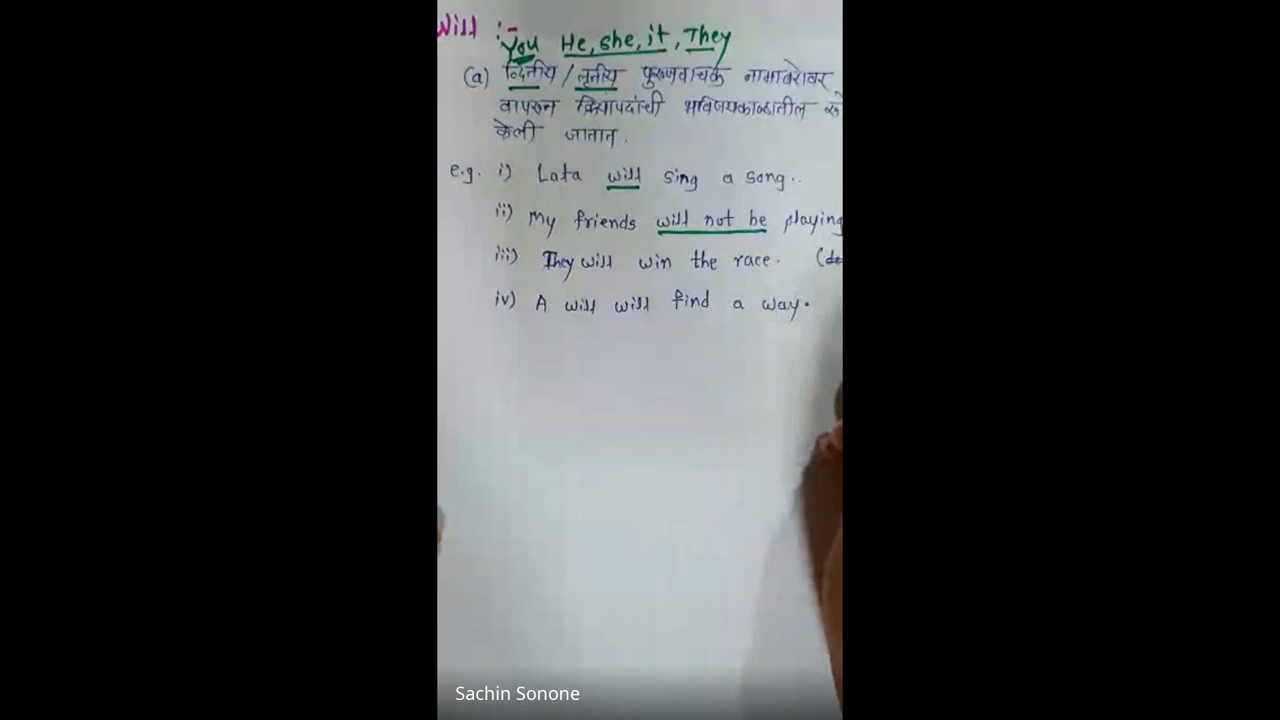 Will :-
You He, she, it, They
(a) द्वितीय / तृतीय पुरुषवाचक नामाबरोबर
वापरून क्रियापदांची भविष्यकाळातील
केली जातात.
e.g. i) Lata will sing a song..
ii) My friends will not be playing
iii) They will win the race.
iv) A will will find a way.
Sachin Sonone